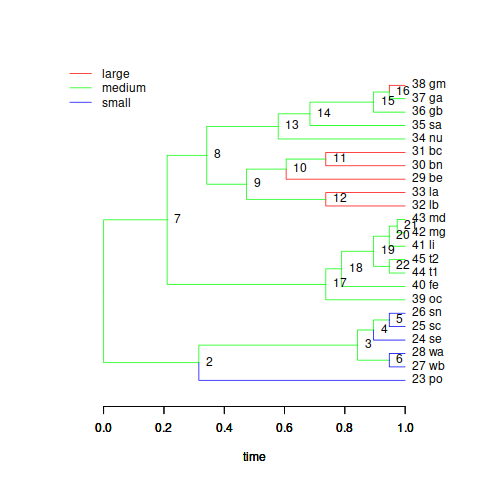 large
medium
small
38 gm
16
37 ga
15
36 gb
14
35 sa
13
34 nu
8
31 bc
11
30 bn
10
29 be
9
33 la
12
32 lb
43 md
7
21
42 mg
20
41 li
19
45 t2
22
18
44 t1
17
40 fe
39 oc
26 sn
5
25 sc
4
24 se
3
28 wa
6
2
27 wb
23 po
0.0 0.2 0.4 0.6 0.8 1.0
time